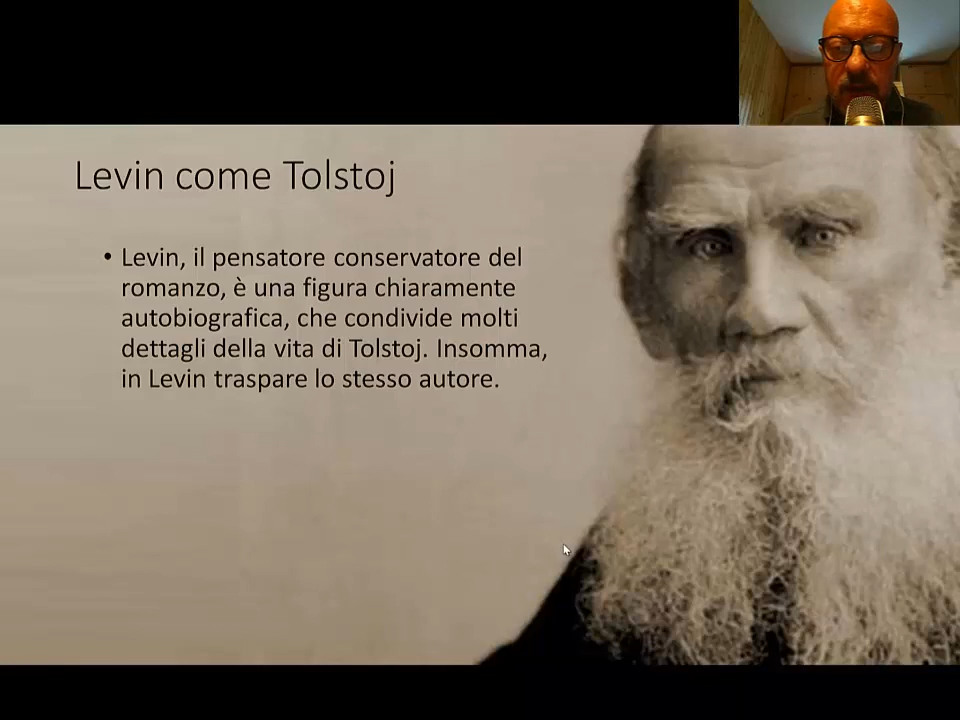 Levin come Tolstoj
• Levin, il pensatore conservatore del
romanzo, è una figura chiaramente
autobiografica, che condivide molti
dettagli della vita di Tolstoj. Insomma,
in Levin traspare lo stesso autore.